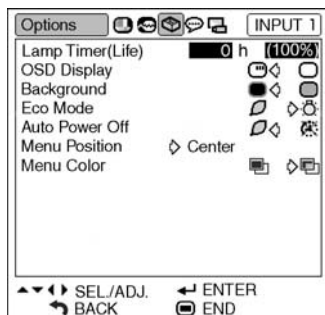 Options INPUT 1
Lamp Timer(Life) 0 h (100%)
OSD Display
Background
Eco Mode
Auto Power Off
Menu Position Center
Menu Color
SEL./ADJ. ENTER
BACK END